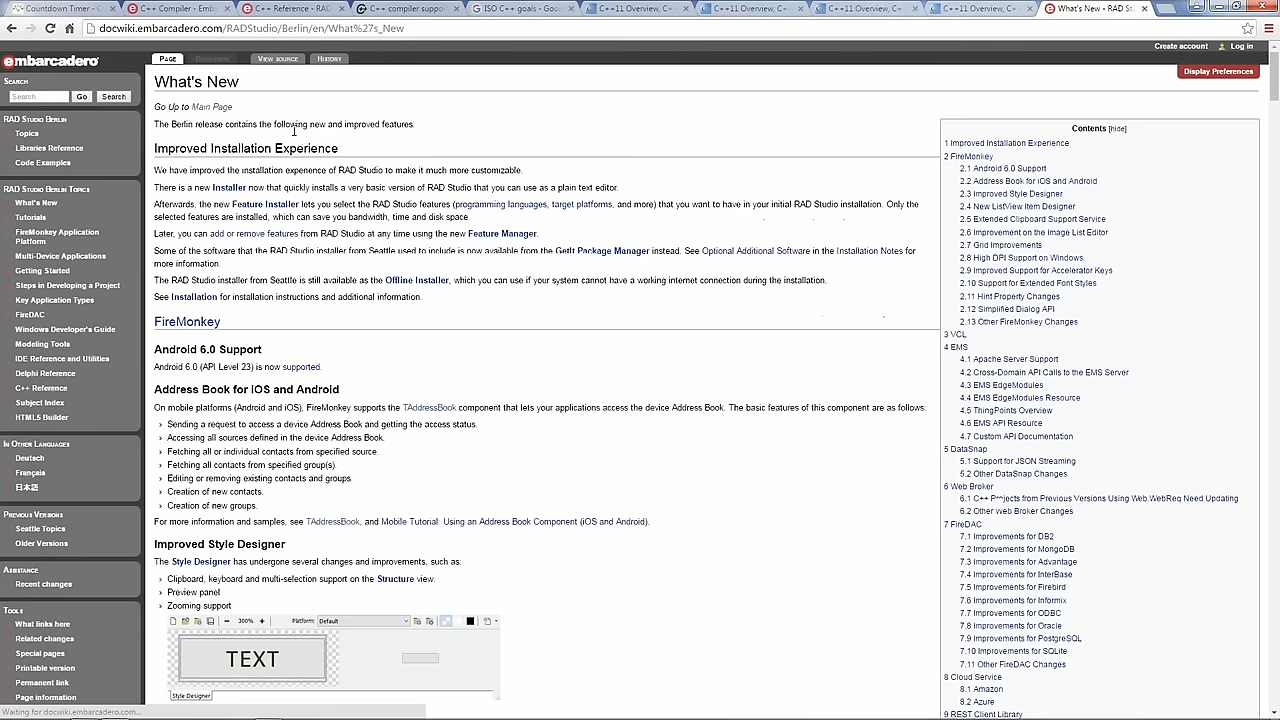 Countdown Timer - O
C++ Compiler - Emb
C++ Reference - RAD
C++ compiler suppor
ISO C++ goals - Goo
C++11 Overview, C+
C++11 Overview, C+
C++11 Overview, C+
C++11 Overview, C+
What's New - RAD St
docwiki.embarcadero.com/RADStudio/Berlin/en/What%27s_New
Create account
Log in
embarcadero
PAGE
DISCUSSION
VIEW SOURCE
HISTORY
Display Preferences
SEARCH
Search
Go
Search
RAD STUDIO BERLIN
Topics
Libraries Reference
Code Examples
RAD STUDIO BERLIN TOPICS
What's New
Tutorials
FireMonkey Application
Platform
Multi-Device Applications
Getting Started
Steps in Developing a Project
Key Application Types
FireDAC
Windows Developer's Guide
Modeling Tools
IDE Reference and Utilities
Delphi Reference
C++ Reference
Subject Index
HTML5 Builder
IN OTHER LANGUAGES
Deutsch
Français
日本語
PREVIOUS VERSIONS
Seattle Topics
Older Versions
ASSISTANCE
Recent changes
TOOLS
What links here
Related changes
Special pages
Printable version
Permanent link
Page information
What's New
Go Up to Main Page
The Berlin release contains the following new and improved features.
Improved Installation Experience
We have improved the installation experience of RAD Studio to make it much more customizable.
There is a new Installer now that quickly installs a very basic version of RAD Studio that you can use as a plain text editor.
Afterwards, the new Feature Installer lets you select the RAD Studio features (programming languages, target platforms, and more) that you want to have in your initial RAD Studio installation. Only the
selected features are installed, which can save you bandwidth, time and disk space.
Later, you can add or remove features from RAD Studio at any time using the new Feature Manager.
Some of the software that the RAD Studio installer from Seattle used to include is now available from the GetIt Package Manager instead. See Optional Additional Software in the Installation Notes for
more information.
The RAD Studio installer from Seattle is still available as the Offline Installer, which you can use if your system cannot have a working internet connection during the installation.
See Installation for installation instructions and additional information.
FireMonkey
Android 6.0 Support
Android 6.0 (API Level 23) is now supported.
Address Book for iOS and Android
On mobile platforms (Android and iOS), FireMonkey supports the TAddressBook component that lets your applications access the device Address Book. The basic features of this component are as follows:
› Sending a request to access a device Address Book and getting the access status.
› Accessing all sources defined in the device Address Book.
› Fetching all or individual contacts from specified source.
› Fetching all contacts from specified group(s).
› Editing or removing existing contacts and groups.
› Creation of new contacts.
› Creation of new groups.
For more information and samples, see TAddressBook, and Mobile Tutorial: Using an Address Book Component (iOS and Android).
Improved Style Designer
The Style Designer has undergone several changes and improvements, such as:
› Clipboard, keyboard and multi-selection support on the Structure view.
› Preview panel
› Zooming support
300%
Platform:
Default
TEXT
Style Designer
Contents [hide]
1 Improved Installation Experience
2 FireMonkey
2.1 Android 6.0 Support
2.2 Address Book for iOS and Android
2.3 Improved Style Designer
2.4 New ListView Item Designer
2.5 Extended Clipboard Support Service
2.6 Improvement on the Image List Editor
2.7 Grid Improvements
2.8 High DPI Support on Windows
2.9 Improved Support for Accelerator Keys
2.10 Support for Extended Font Styles
2.11 Hint Property Changes
2.12 Simplified Dialog API
2.13 Other FireMonkey Changes
3 VCL
4 EMS
4.1 Apache Server Support
4.2 Cross-Domain API Calls to the EMS Server
4.3 EMS EdgeModules
4.4 EMS EdgeModules Resource
4.5 ThingPoints Overview
4.6 EMS API Resource
4.7 Custom API Documentation
5 DataSnap
5.1 Support for JSON Streaming
5.2 Other DataSnap Changes
6 Web Broker
6.1 C++ Projects from Previous Versions Using Web.WebReq Need Updating
6.2 Other web Broker Changes
7 FireDAC
7.1 Improvements for DB2
7.2 Improvements for MongoDB
7.3 Improvements for Advantage
7.4 Improvements for InterBase
7.5 Improvements for Firebird
7.6 Improvements for Informix
7.7 Improvements for ODBC
7.8 Improvements for Oracle
7.9 Improvements for PostgreSQL
7.10 Improvements for SQLite
7.11 Other FireDAC Changes
8 Cloud Service
8.1 Amazon
8.2 Azure
9 REST Client Library
Waiting for docwiki.embarcadero.com...